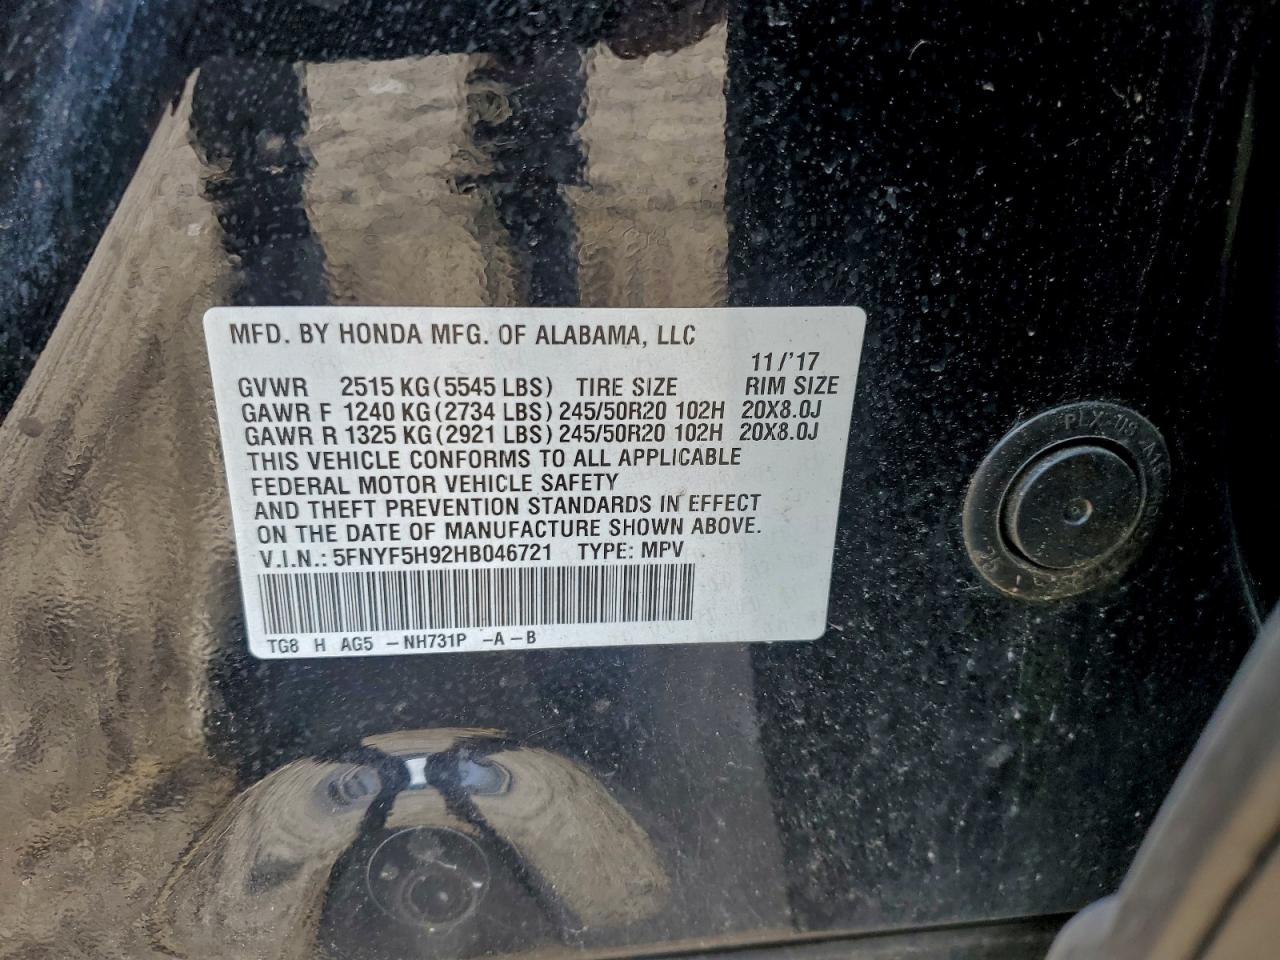 MFD. BY HONDA MFG. OF ALABAMA, LLC
11/'17
GVWR 2515 KG (5545 LBS) TIRE SIZE RIM SIZE
GAWR F 1240 KG (2734 LBS) 245/50R20 102H 20X8.0J
GAWR R 1325 KG (2921 LBS) 245/50R20 102H 20X8.0J
THIS VEHICLE CONFORMS TO ALL APPLICABLE
FEDERAL MOTOR VEHICLE SAFETY
AND THEFT PREVENTION STANDARDS IN EFFECT
ON THE DATE OF MANUFACTURE SHOWN ABOVE.
V.I.N.: 5FNYF5H92HB046721 TYPE: MPV
TG8 H AG5 -NH731P -A-B